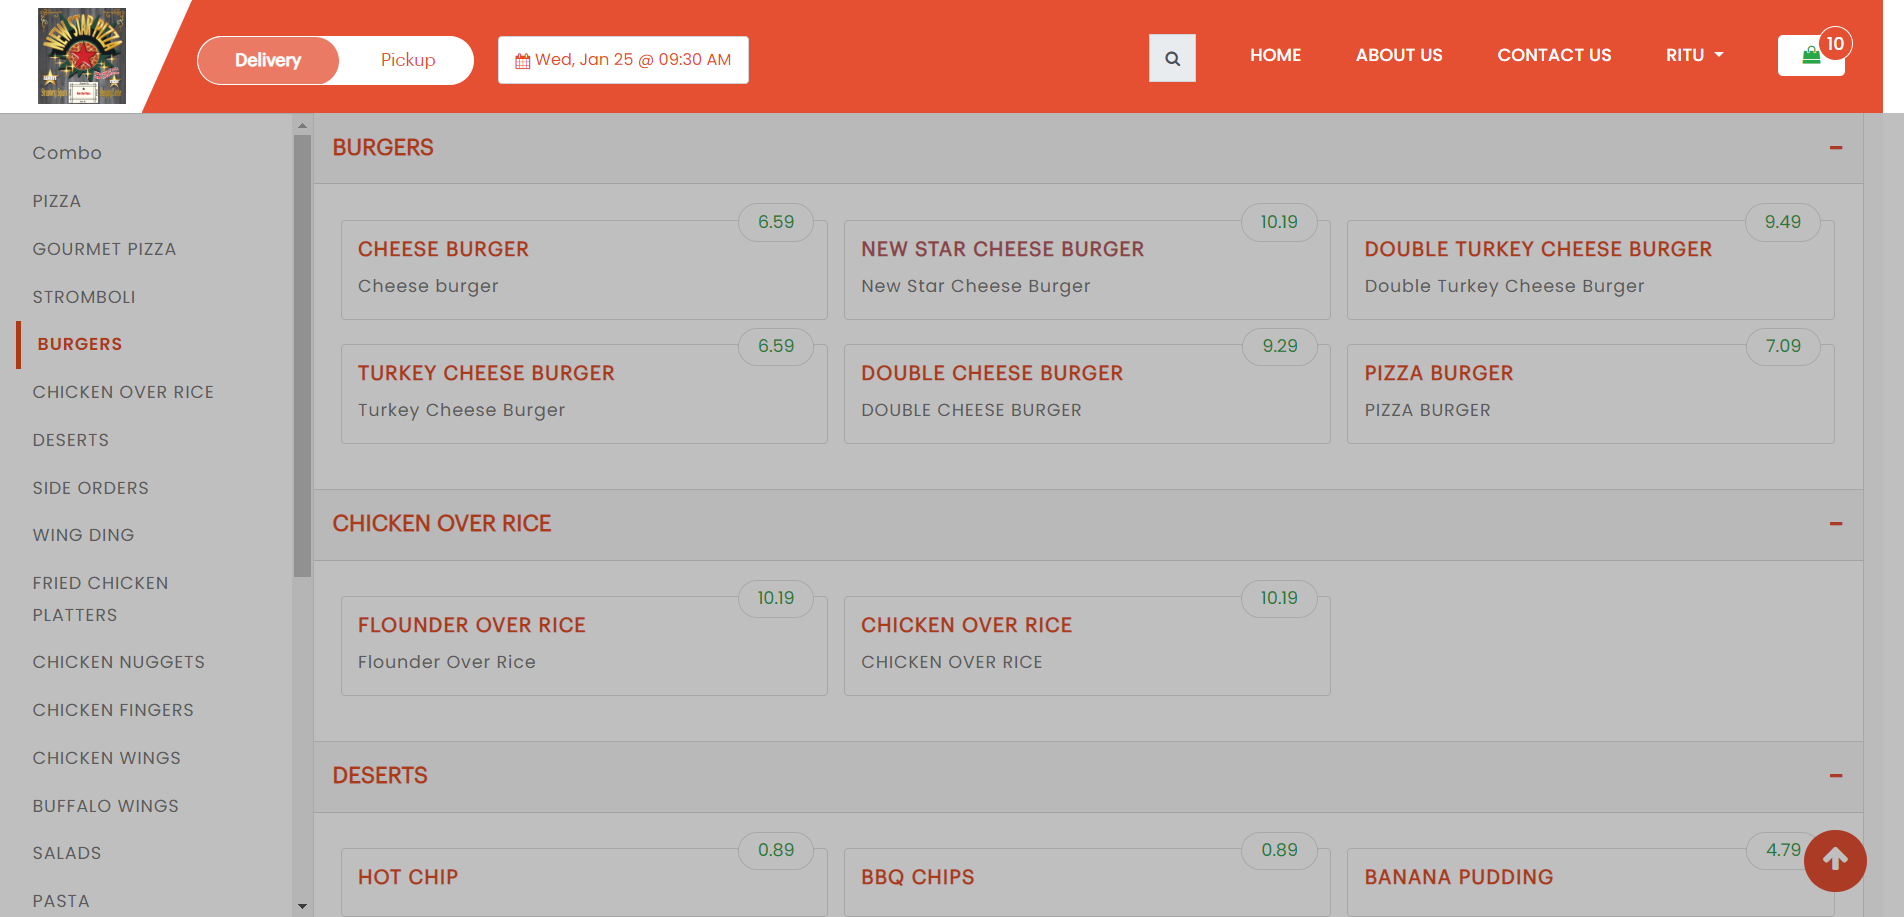 NEW STAR PIZZA
Delivery
Pickup
Wed, Jan 25 @ 09:30 AM
HOME
ABOUT US
CONTACT US
RITU
10
Combo
PIZZA
GOURMET PIZZA
STROMBOLI
BURGERS
CHICKEN OVER RICE
DESERTS
SIDE ORDERS
WING DING
FRIED CHICKEN
PLATTERS
CHICKEN NUGGETS
CHICKEN FINGERS
CHICKEN WINGS
BUFFALO WINGS
SALADS
PASTA
BURGERS
6.59
CHEESE BURGER
Cheese burger
10.19
NEW STAR CHEESE BURGER
New Star Cheese Burger
9.49
DOUBLE TURKEY CHEESE BURGER
Double Turkey Cheese Burger
6.59
TURKEY CHEESE BURGER
Turkey Cheese Burger
9.29
DOUBLE CHEESE BURGER
DOUBLE CHEESE BURGER
7.09
PIZZA BURGER
PIZZA BURGER
CHICKEN OVER RICE
10.19
FLOUNDER OVER RICE
Flounder Over Rice
10.19
CHICKEN OVER RICE
CHICKEN OVER RICE
DESERTS
0.89
HOT CHIP
0.89
BBQ CHIPS
4.79
BANANA PUDDING